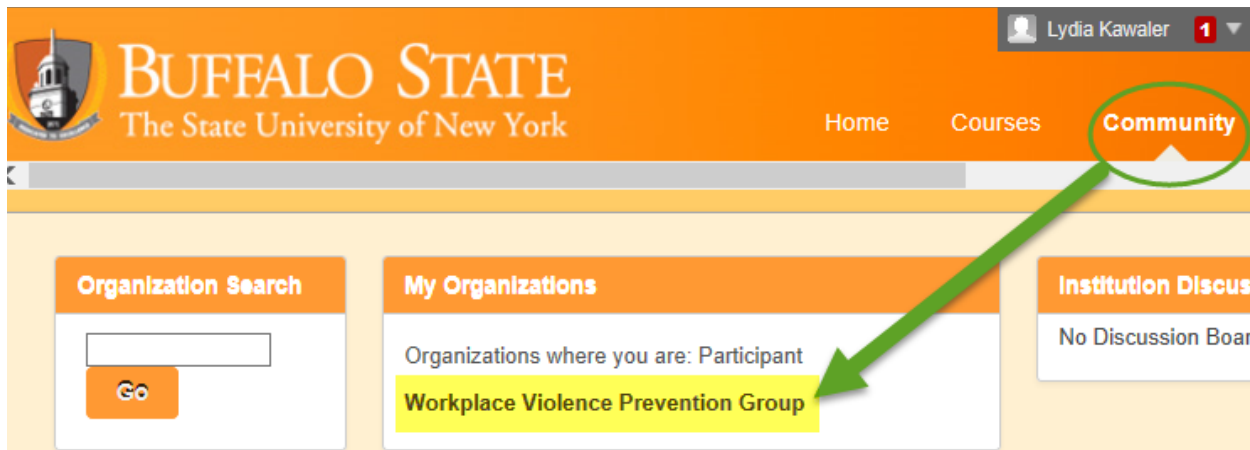 Lydia Kawaler 1
BUFFALO STATE
The State University of New York
Home Courses Community
Organization Search
Go
My Organizations
Organizations where you are: Participant
Workplace Violence Prevention Group
Institution Discus
No Discussion Boar